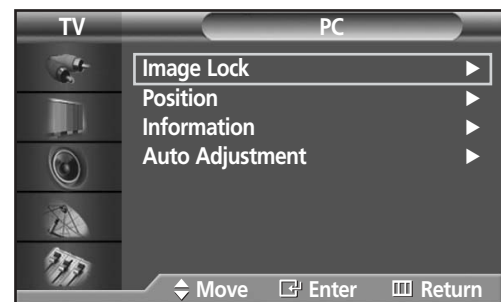 TV PC
Image Lock
Position
Information
Auto Adjustment
Move Enter Return